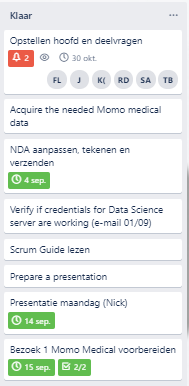 Klaar
Opstellen hoofd en deelvragen
2 30 okt.
FL J K( RD SA TB
Acquire the needed Momo medical
data
NDA aanpassen, tekenen en
verzenden
4 sep.
Verify if credentials for Data Science
server are working (e-mail 01/09)
Scrum Guide lezen
Prepare a presentation
Presentatie maandag (Nick)
14 sep.
Bezoek 1 Momo Medical voorbereiden
15 sep. 2/2